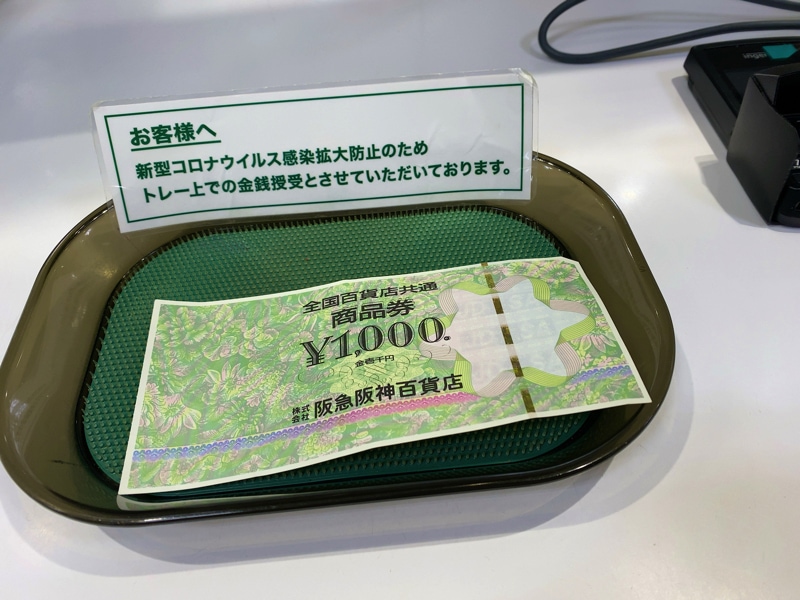 お客様へ
新型コロナウイルス感染拡大防止のため
トレー上での金銭授受とさせていただいております。
全国百貨店共通
商品券
¥1,000.
金壱千円
株式会社 阪急阪神百貨店